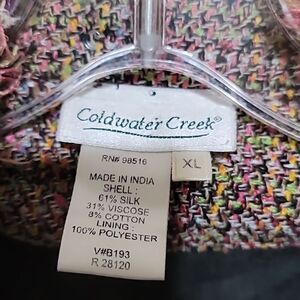 Coldwater Creek®
XL
RN# 98516
MADE IN INDIA
SHELL :
61% SILK
31% VISCOSE
8% COTTON
LINING :
100% POLYESTER
V#B193
R 28120